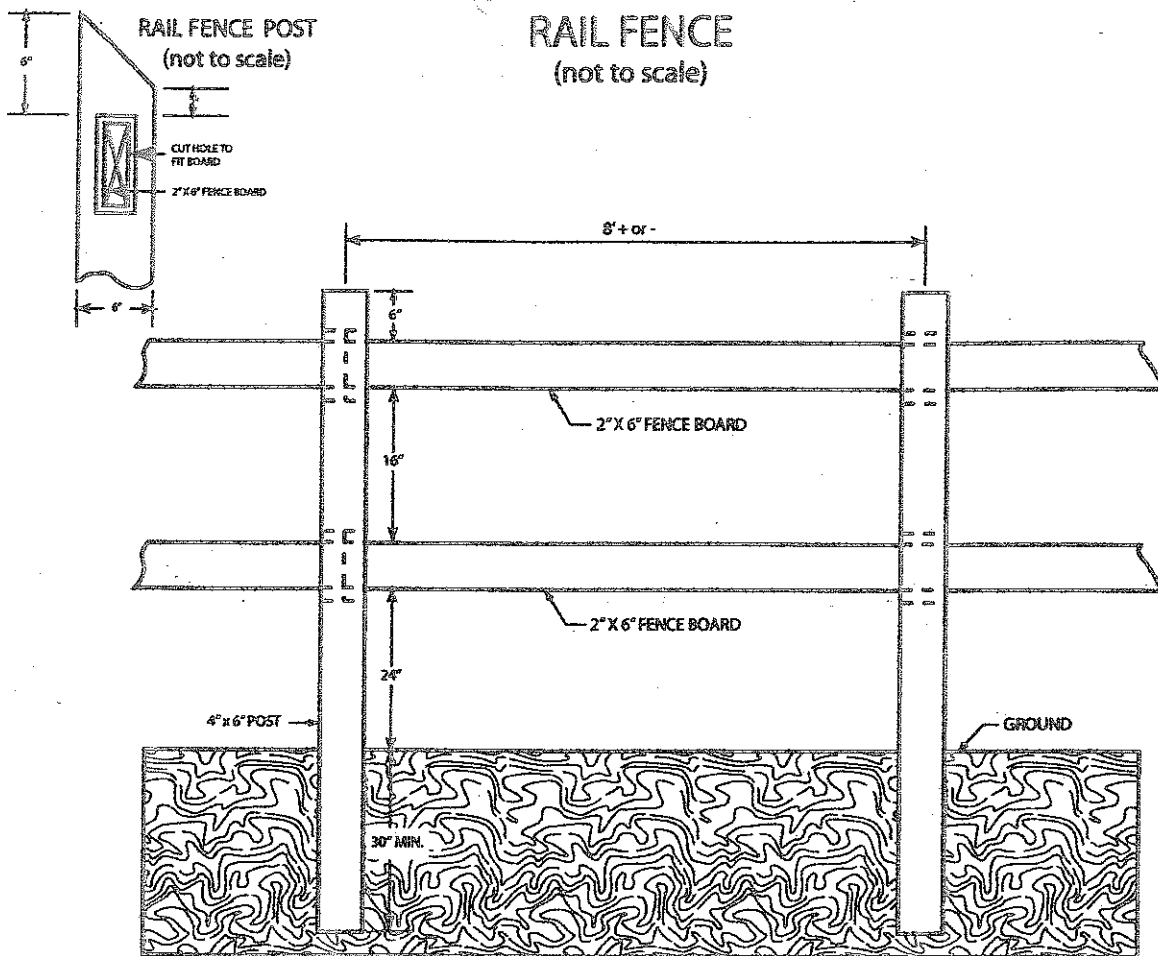 RAIL FENCE POST
(not to scale)
RAIL FENCE
(not to scale)
6"
CUT HOLE TO
FIT BOARD
2" X 6" FENCE BOARD
6"
8' + or -
6"
2" X 6" FENCE BOARD
16"
2" X 6" FENCE BOARD
24"
4" x 6" POST
GROUND
30" MIN.